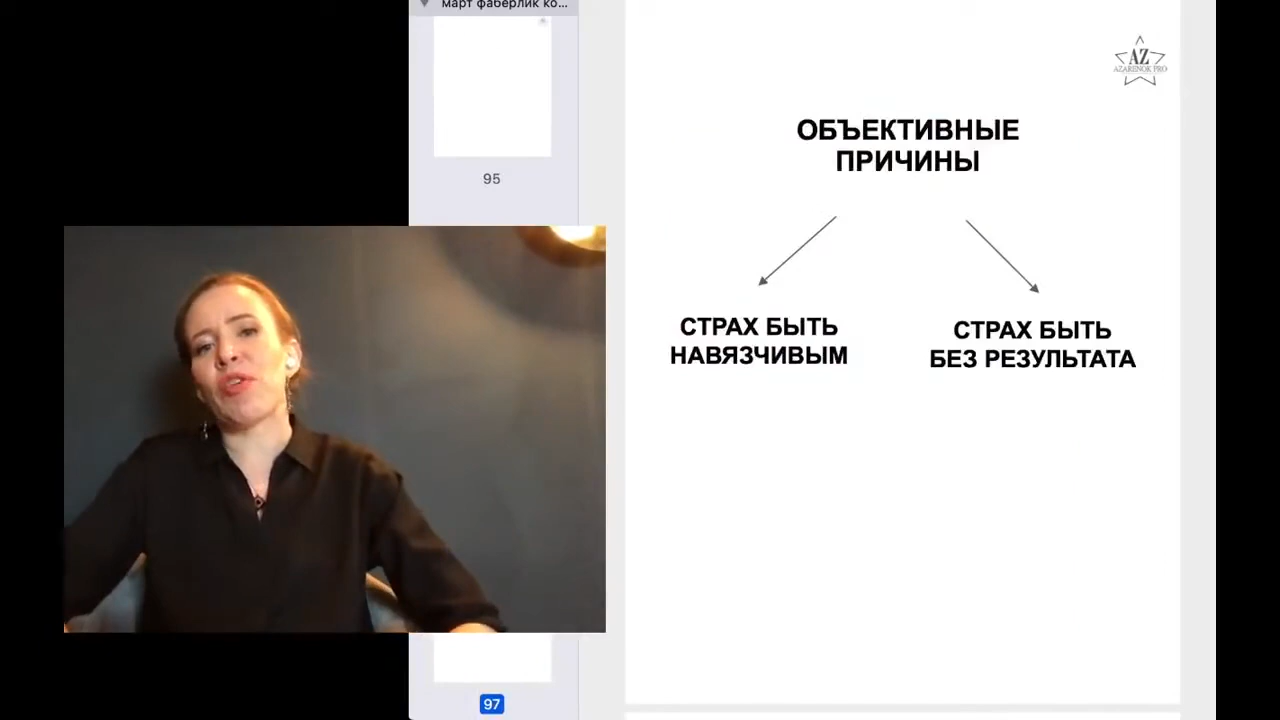 март фаберлик ко...
95
97
AZ
AZARENOK PRO
ОБЪЕКТИВНЫЕ
ПРИЧИНЫ
СТРАХ БЫТЬ
НАВЯЗЧИВЫМ
СТРАХ БЫТЬ
БЕЗ РЕЗУЛЬТАТА